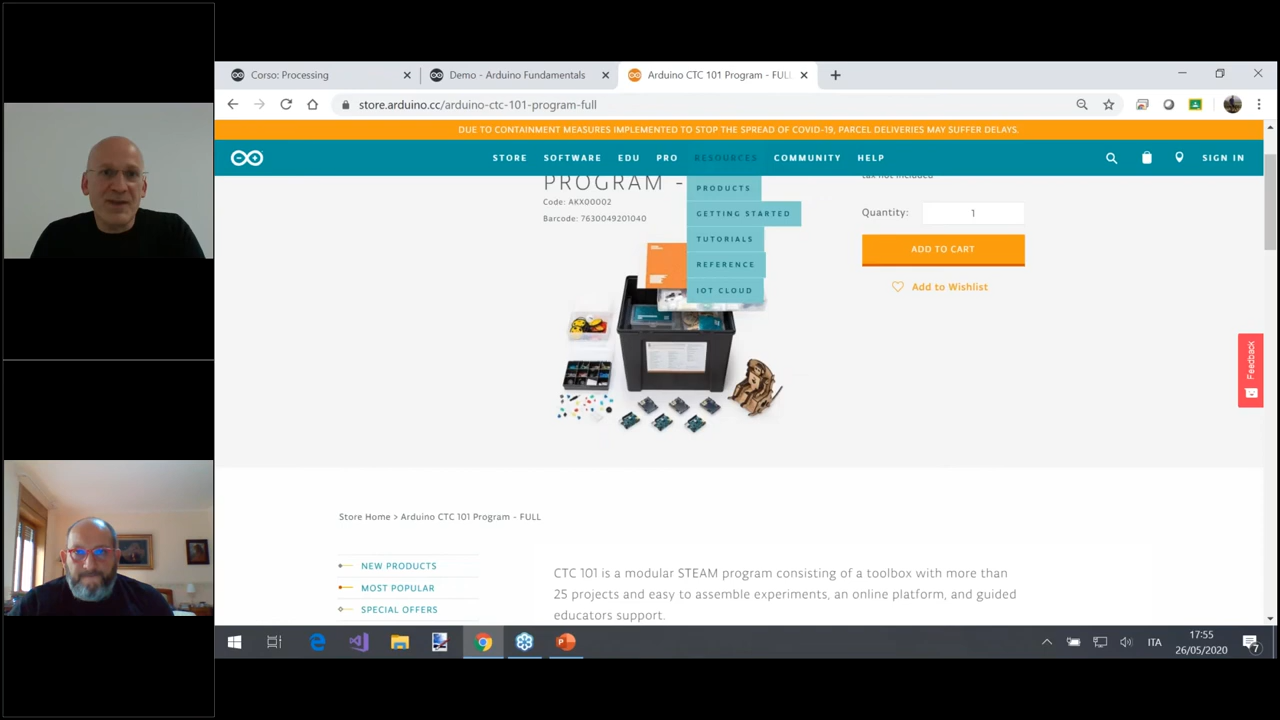 Corso: Processing
Demo - Arduino Fundamentals
Arduino CTC 101 Program - FULL
store.arduino.cc/arduino-ctc-101-program-full
DUE TO CONTAINMENT MEASURES IMPLEMENTED TO STOP THE SPREAD OF COVID-19, PARCEL DELIVERIES MAY SUFFER DELAYS.
STORE SOFTWARE EDU PRO RESOURCES COMMUNITY HELP SIGN IN
PRODUCTS
GETTING STARTED
TUTORIALS
REFERENCE
IOT CLOUD
PROGRAM -
Code: AKX00002
Barcode: 7630049201040
tax not included
Quantity: 1
ADD TO CART
Add to Wishlist
Feedback
Store Home > Arduino CTC 101 Program - FULL
NEW PRODUCTS
MOST POPULAR
SPECIAL OFFERS
CTC 101 is a modular STEAM program consisting of a toolbox with more than
25 projects and easy to assemble experiments, an online platform, and guided
educators support.
ITA
17:55
26/05/2020
7